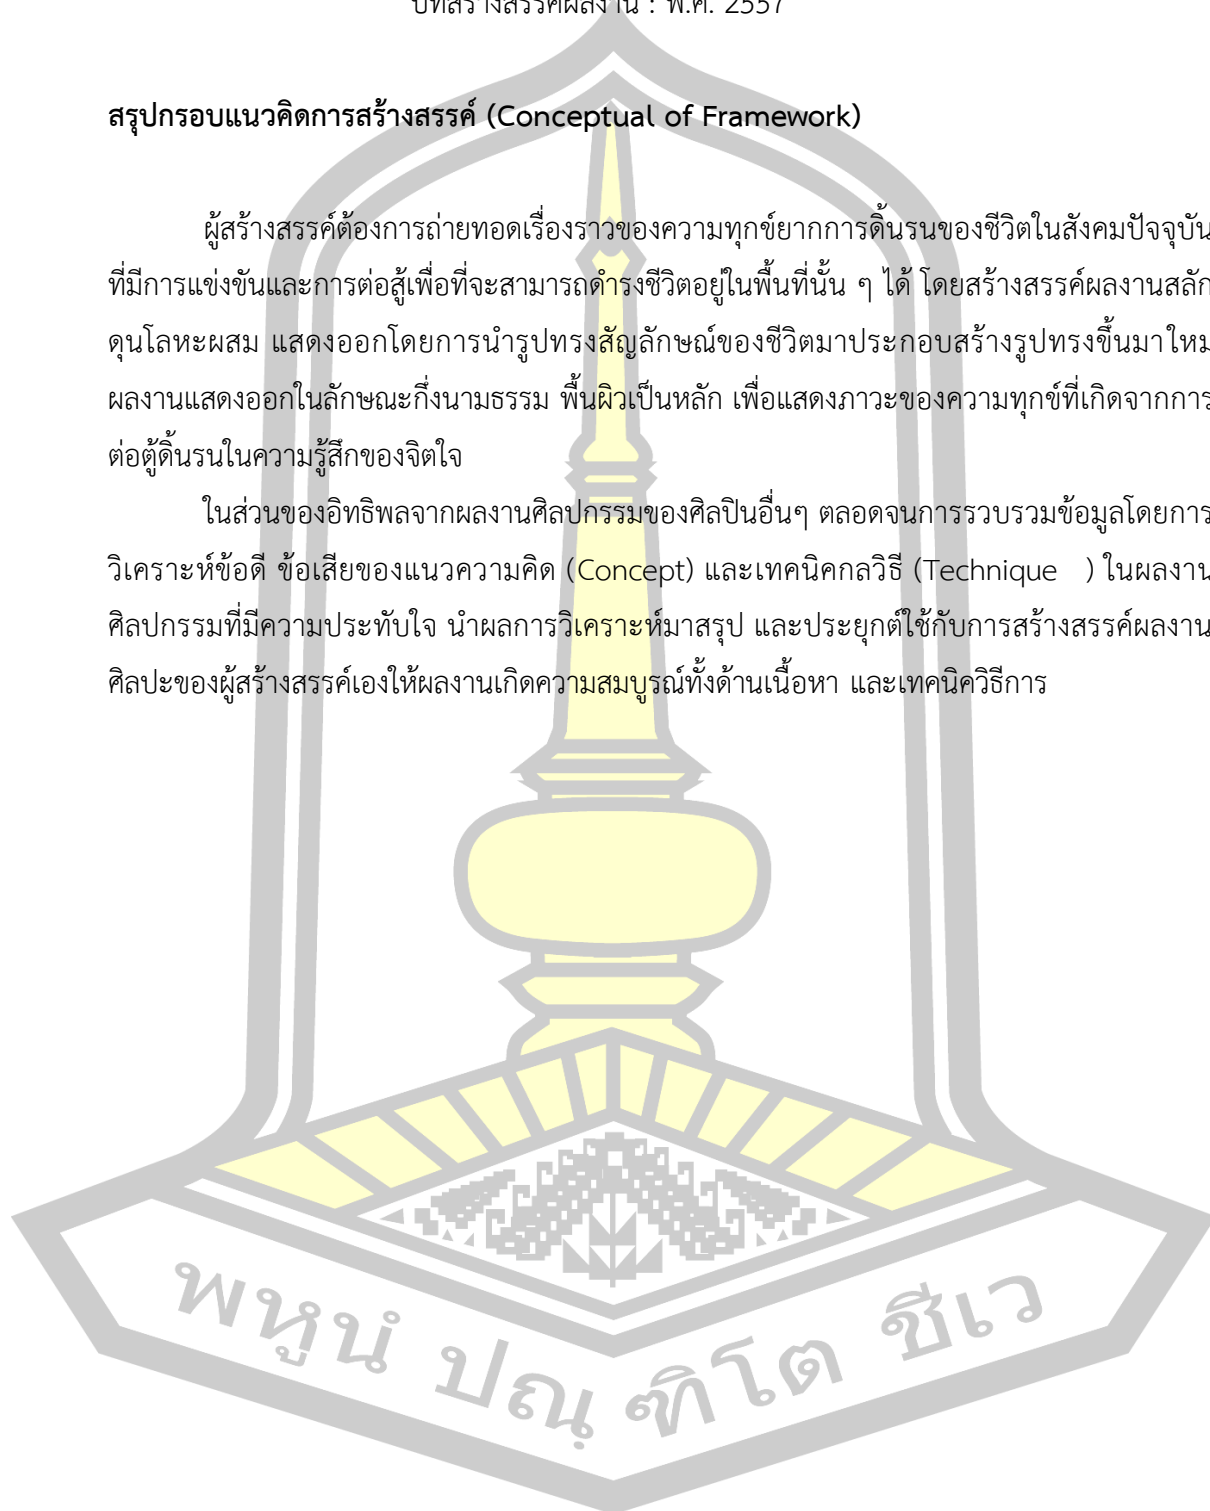 ปีที่สร้างสรรค์ผลงาน : พ.ศ. 2557
สรุปกรอบแนวคิดการสร้างสรรค์ (Conceptual of Framework)
ผู้สร้างสรรค์ต้องการถ่ายทอดเรื่องราวของความทุกข์ยากการดิ้นรนของชีวิตในสังคมปัจจุบัน
ที่มีการแข่งขันและการต่อสู้เพื่อที่จะสามารถดำรงชีวิตอยู่ในพื้นที่นั้น ๆ ได้ โดยสร้างสรรค์ผลงานสลัก
ดุนโลหะผสม แสดงออกโดยการนำรูปทรงสัญลักษณ์ของชีวิตมาประกอบสร้างรูปทรงขึ้นมาใหม่
ผลงานแสดงออกในลักษณะกึ่งนามธรรม พื้นผิวเป็นหลัก เพื่อแสดงภาวะของความทุกข์ที่เกิดจากการ
ต่อตู้ดิ้นรนในความรู้สึกของจิตใจ
ในส่วนของอิทธิพลจากผลงานศิลปกรรมของศิลปินอื่นๆ ตลอดจนการรวบรวมข้อมูลโดยการ
วิเคราะห์ข้อดี ข้อเสียของแนวความคิด (Concept) และเทคนิคกลวิธี (Technique ) ในผลงาน
ศิลปกรรมที่มีความประทับใจ นำผลการวิเคราะห์มาสรุป และประยุกต์ใช้กับการสร้างสรรค์ผลงาน
ศิลปะของผู้สร้างสรรค์เองให้ผลงานเกิดความสมบูรณ์ทั้งด้านเนื้อหา และเทคนิควิธีการ
พหูนํ ปณฺ ฑิโต ชีเว